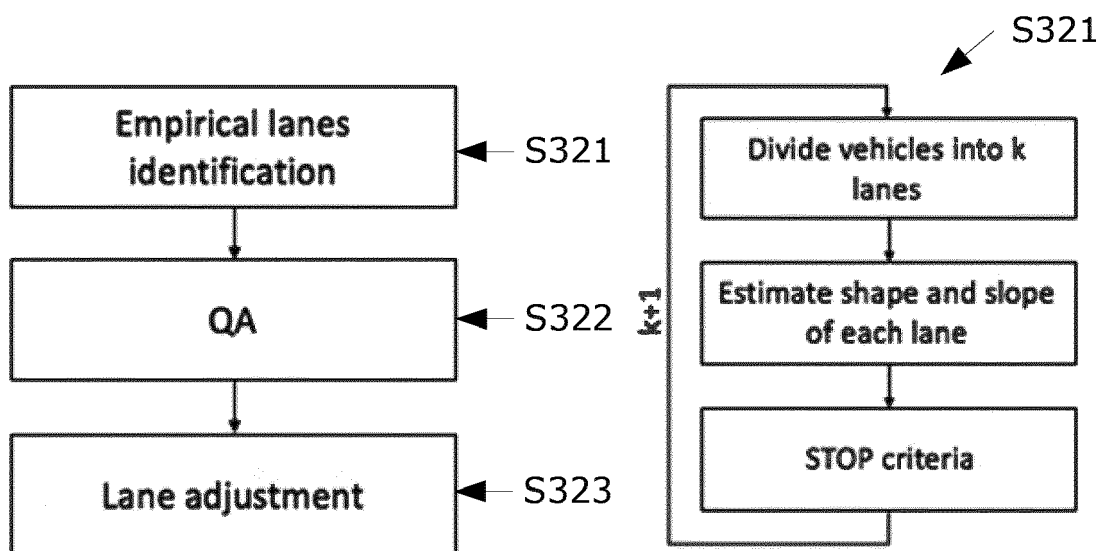 Empirical lanes
identification
S321
QA
S322
Lane adjustment
S323
S321
Divide vehicles into k
lanes
Estimate shape and slope
of each lane
STOP criteria
k+1